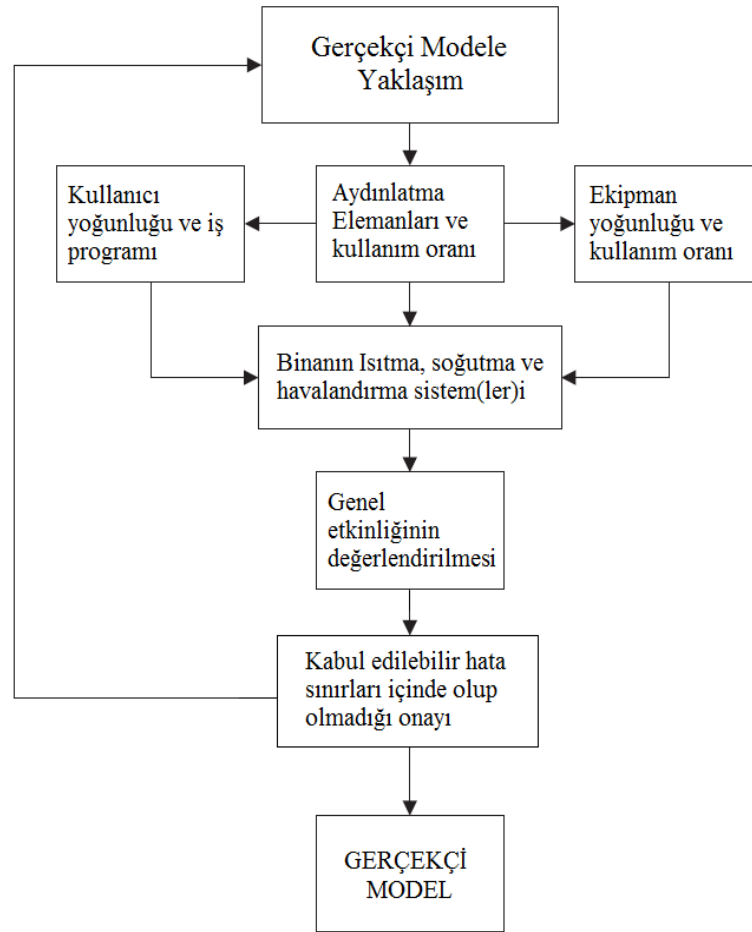 Gerçekçi Modele
Yaklaşım
Kullanıcı
yoğunluğu ve iş
programı
Aydınlatma
Elemanları ve
kullanım oranı
Ekipman
yoğunluğu ve
kullanım oranı
Binanın Isıtma, soğutma ve
havalandırma sistem(ler)i
Genel
etkinliğinin
değerlendirilmesi
Kabul edilebilir hata
sınırları içinde olup
olmadığı onayı
GERÇEKÇİ
MODEL